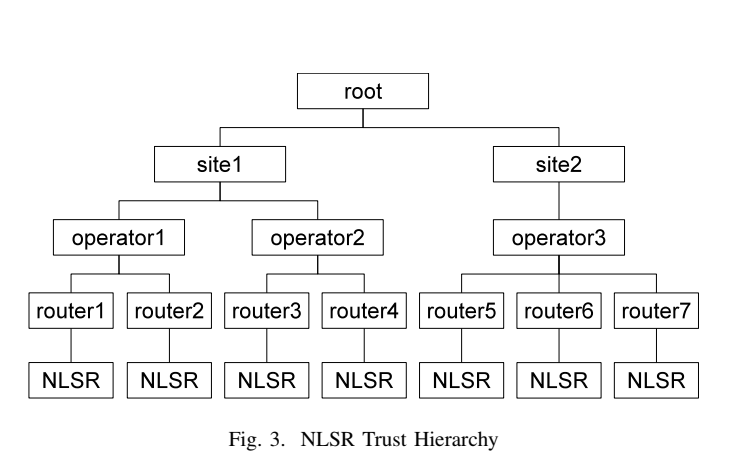 root
site1 site2
operator1 operator2 operator3
router1 router2 router3 router4 router5 router6 router7
NLSR NLSR NLSR NLSR NLSR NLSR NLSR
Fig. 3. NLSR Trust Hierarchy